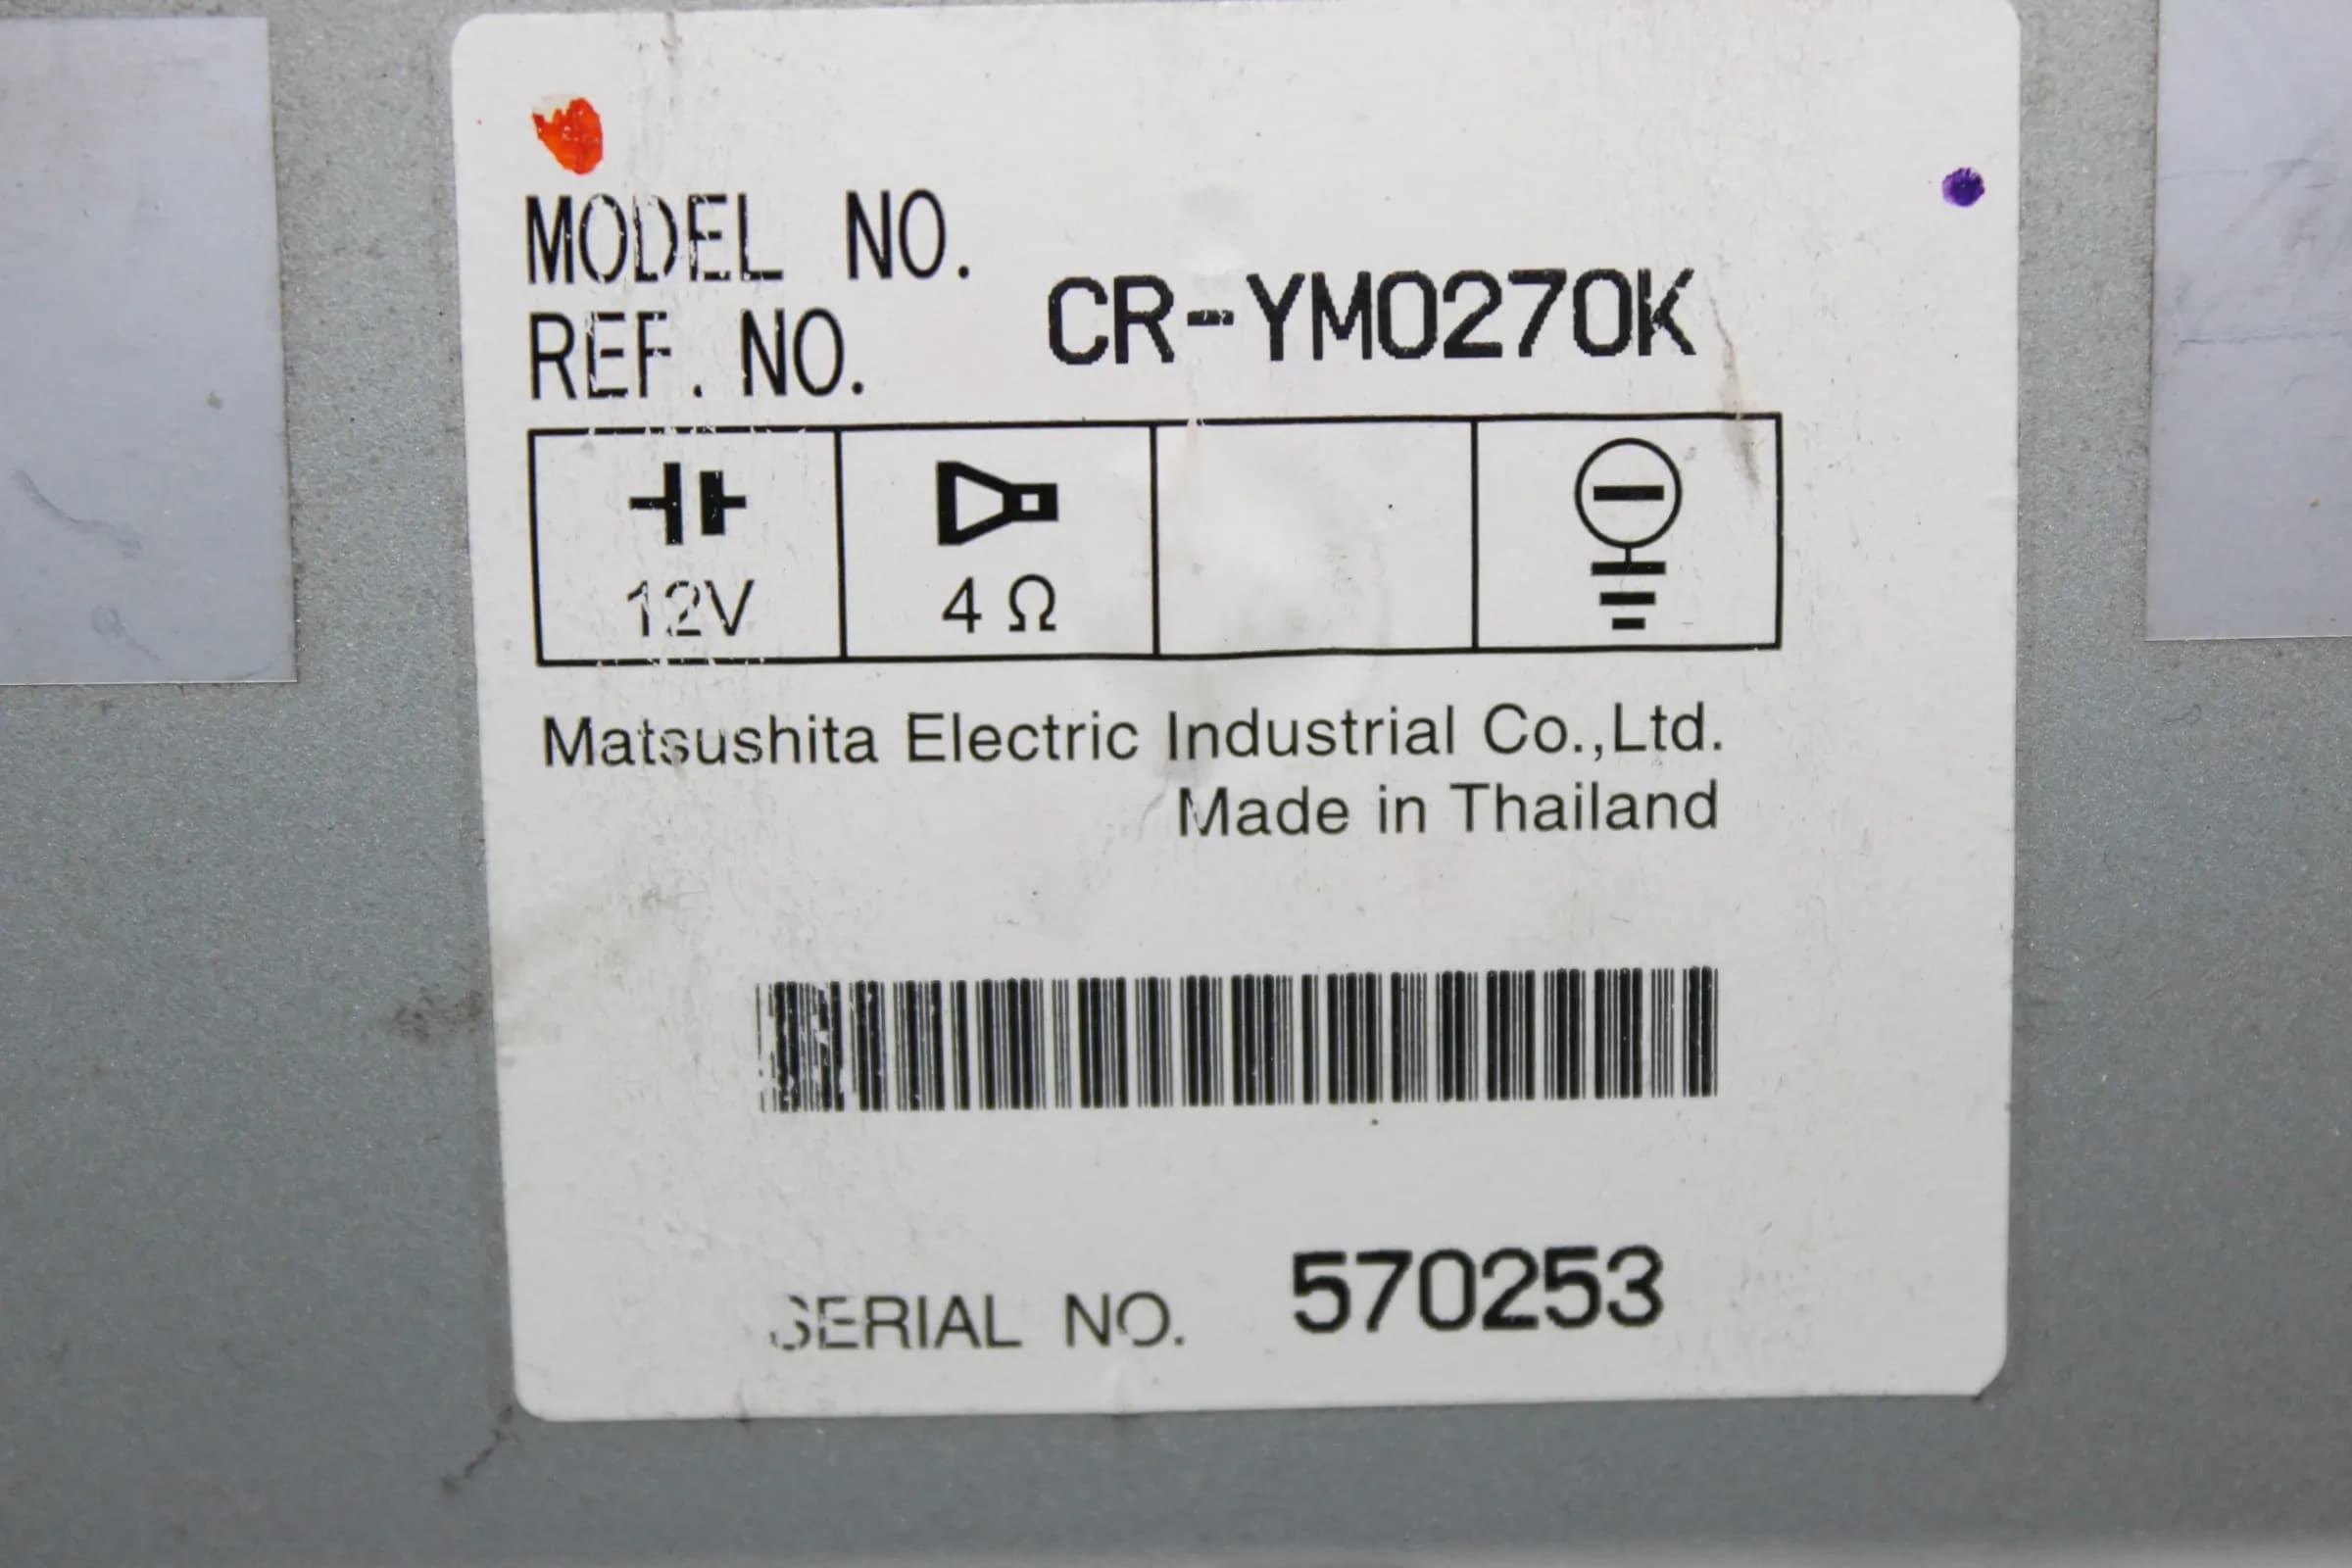 MODEL NO.
REF. NO. CR-YM0270K
12V 4 Ω
Matsushita Electric Industrial Co.,Ltd.
Made in Thailand
SERIAL NO. 570253